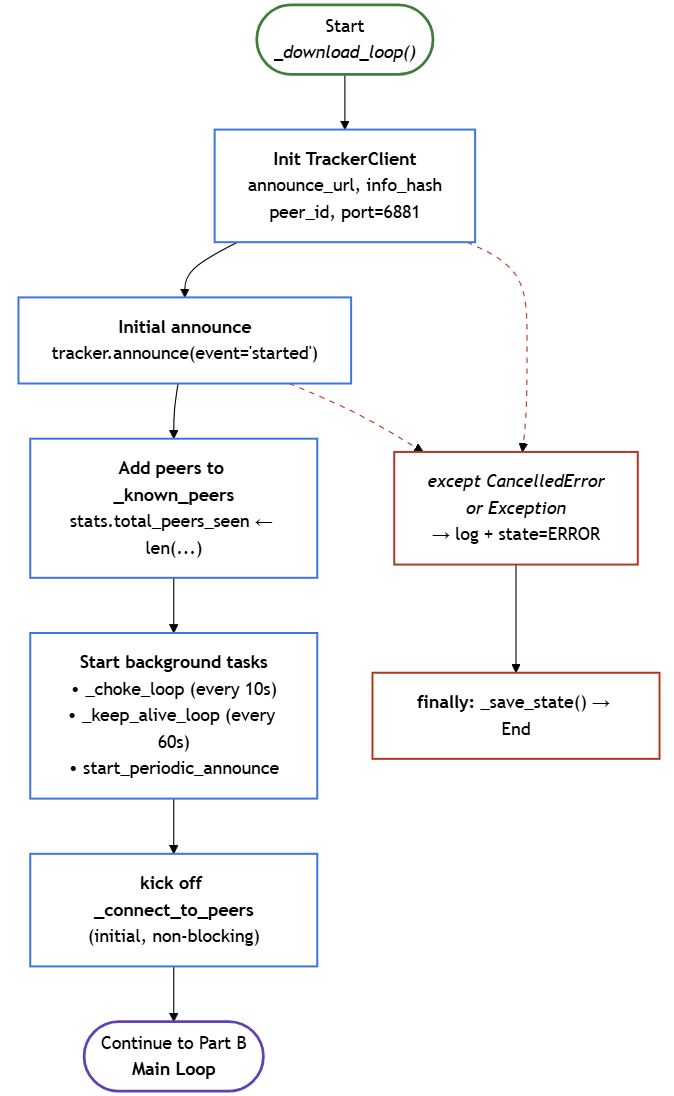 Start
_download_loop()
Init TrackerClient
announce_url, info_hash
peer_id, port=6881
Initial announce
tracker.announce(event='started')
Add peers to
_known_peers
stats.total_peers_seen ←
len(...)
except CancelledError
or Exception
→ log + state=ERROR
Start background tasks
• _choke_loop (every 10s)
• _keep_alive_loop (every
60s)
• start_periodic_announce
finally: _save_state() →
End
kick off
_connect_to_peers
(initial, non-blocking)
Continue to Part B
Main Loop